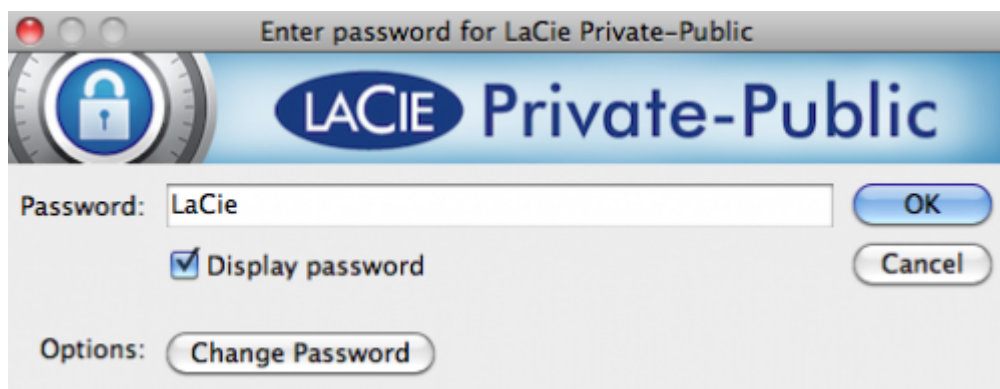 Enter password for LaCie Private-Public
LACIE Private-Public
Password: LaCie OK
Display password Cancel
Options: Change Password